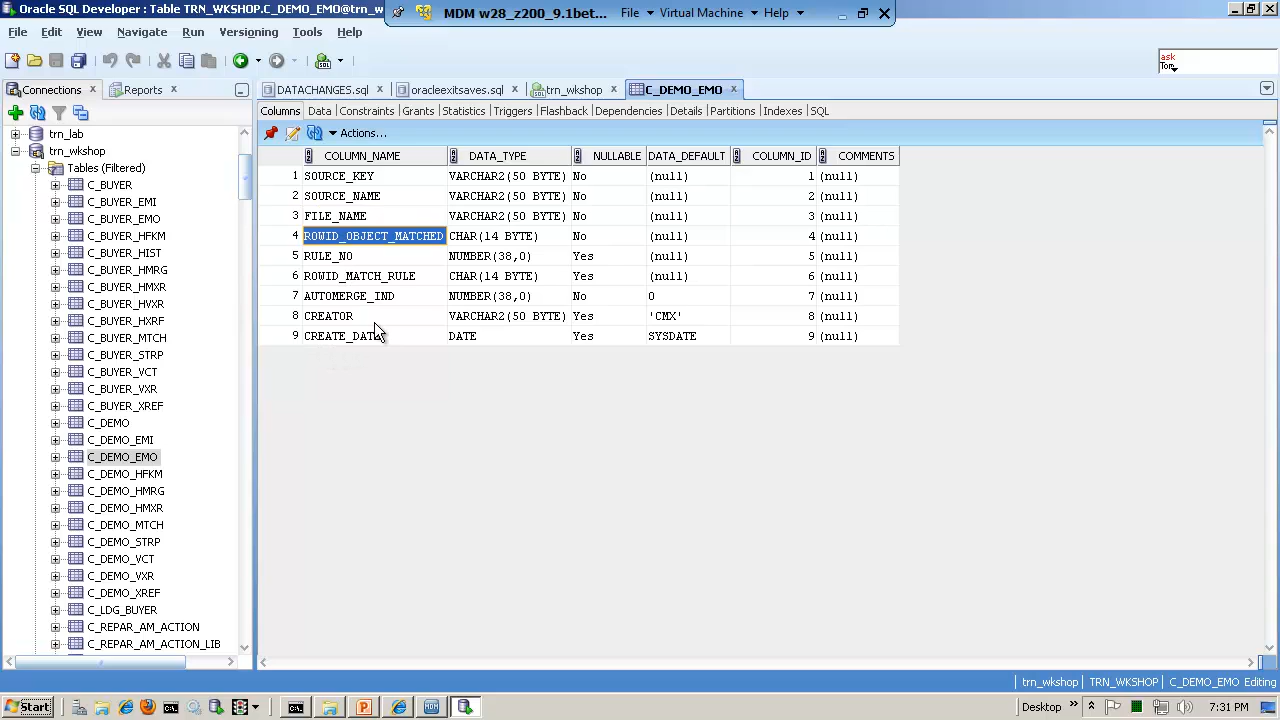 Oracle SQL Developer : Table TRN_WKSHOP.C_DEMO_EMO@trn_w
MDM w28_z200_9.1bet... File Virtual Machine Help
File Edit View Navigate Run Versioning Tools Help
ask
Tom
Connections Reports
DATACHANGES.sql oracleexitsaves.sql trn_wkshop C_DEMO_EMO
Columns Data Constraints Grants Statistics Triggers Flashback Dependencies Details Partitions Indexes SQL
Actions...
trn_lab
trn_wkshop
Tables (Filtered)
C_BUYER
C_BUYER_EMI
C_BUYER_EMO
C_BUYER_HFKM
C_BUYER_HIST
C_BUYER_HMRG
C_BUYER_HMXR
C_BUYER_HVXR
C_BUYER_HXRF
C_BUYER_MTCH
C_BUYER_STRP
C_BUYER_VCT
C_BUYER_VXR
C_BUYER_XREF
C_DEMO
C_DEMO_EMI
C_DEMO_EMO
C_DEMO_HFKM
C_DEMO_HMRG
C_DEMO_HMXR
C_DEMO_MTCH
C_DEMO_STRP
C_DEMO_VCT
C_DEMO_VXR
C_DEMO_XREF
C_LDG_BUYER
C_REPAR_AM_ACTION
C_REPAR_AM_ACTION_LIB
COLUMN_NAME DATA_TYPE NULLABLE DATA_DEFAULT COLUMN_ID COMMENTS
1 SOURCE_KEY VARCHAR2(50 BYTE) No (null) 1 (null)
2 SOURCE_NAME VARCHAR2(50 BYTE) No (null) 2 (null)
3 FILE_NAME VARCHAR2(50 BYTE) No (null) 3 (null)
4 ROWID_OBJECT_MATCHED CHAR(14 BYTE) No (null) 4 (null)
5 RULE_NO NUMBER(38,0) Yes (null) 5 (null)
6 ROWID_MATCH_RULE CHAR(14 BYTE) Yes (null) 6 (null)
7 AUTOMERGE_IND NUMBER(38,0) No 0 7 (null)
8 CREATOR VARCHAR2(50 BYTE) Yes 'CMX' 8 (null)
9 CREATE_DATE DATE Yes SYSDATE 9 (null)
trn_wkshop TRN_WKSHOP C_DEMO_EMO Editing
Start Desktop 7:31 PM